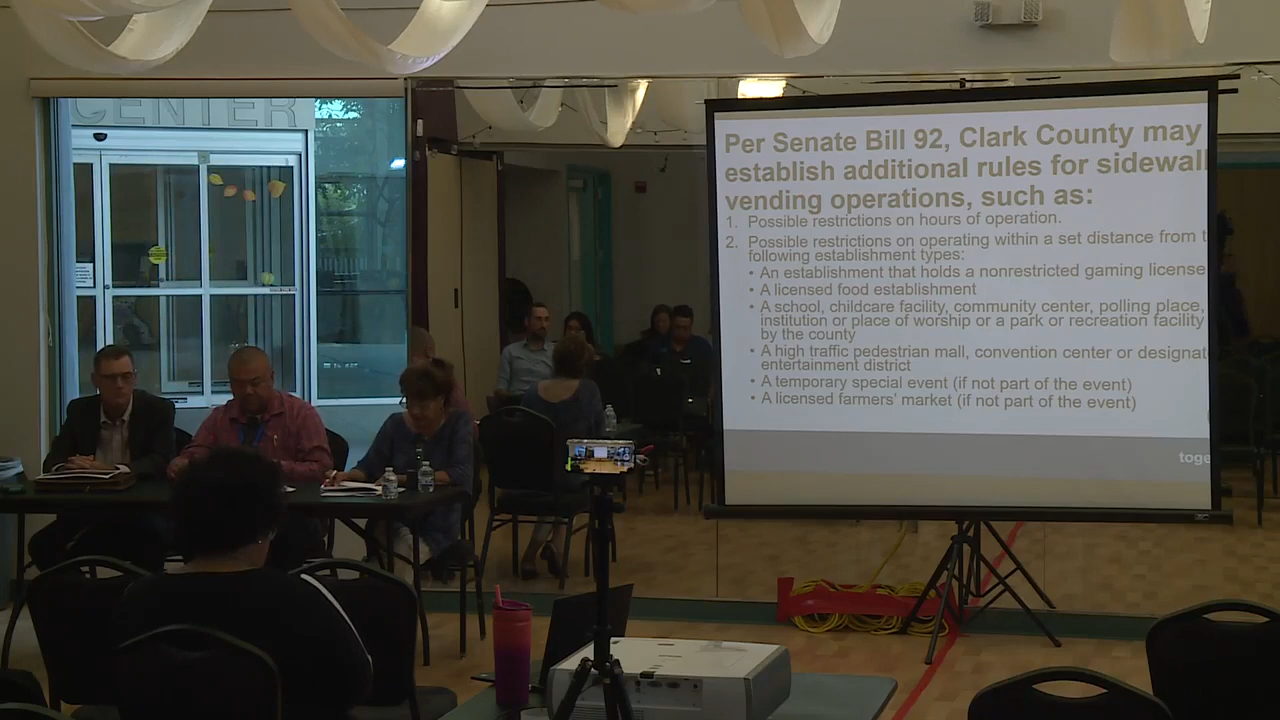 CENTER
Per Senate Bill 92, Clark County may
establish additional rules for sidewal
vending operations, such as:
1. Possible restrictions on hours of operation.
2. Possible restrictions on operating within a set distance from t
following establishment types:
• An establishment that holds a nonrestricted gaming license
• A licensed food establishment
• A school, childcare facility, community center, polling place,
institution or place of worship or a park or recreation facility
by the county
• A high traffic pedestrian mall, convention center or designat
entertainment district
• A temporary special event (if not part of the event)
• A licensed farmers' market (if not part of the event)
toge